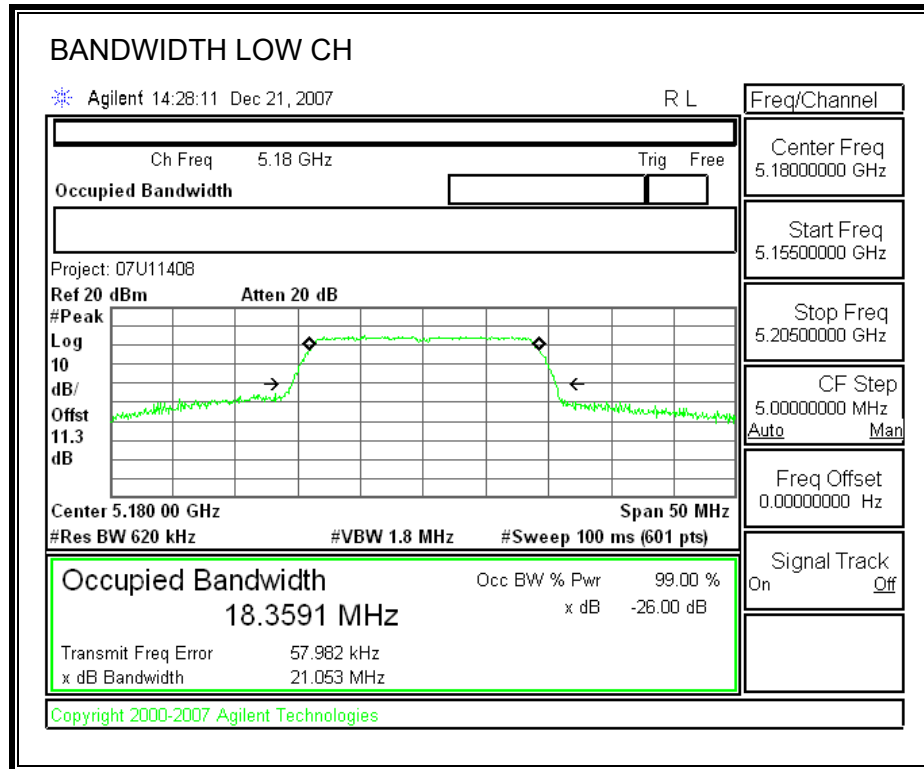 BANDWIDTH LOW CH
Agilent 14:28:11 Dec 21, 2007 R L
Freq/Channel
Ch Freq 5.18 GHz Trig Free
Occupied Bandwidth
Center Freq
5.18000000 GHz
Start Freq
5.15500000 GHz
Stop Freq
5.20500000 GHz
CF Step
5.00000000 MHz
Auto Man
Freq Offset
0.00000000 Hz
Signal Track
On Off
Project: 07U11408
Ref 20 dBm Atten 20 dB
#Peak
Log
10
dB/
Offst
11.3
dB
Center 5.180 00 GHz Span 50 MHz
#Res BW 620 kHz #VBW 1.8 MHz #Sweep 100 ms (601 pts)
Occupied Bandwidth
18.3591 MHz
Occ BW % Pwr 99.00 %
x dB -26.00 dB
Transmit Freq Error 57.982 kHz
x dB Bandwidth 21.053 MHz
Copyright 2000-2007 Agilent Technologies